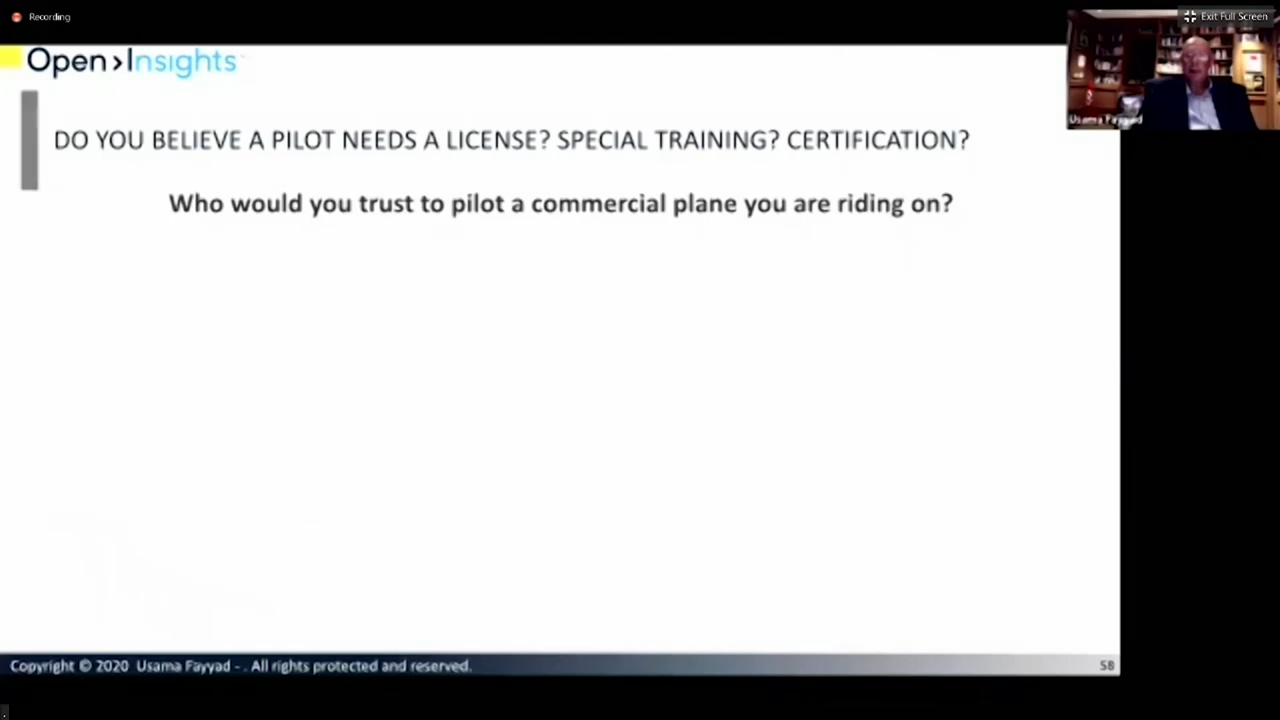 Recording
Exit Full Screen
Open>Insights
Usama Fayyad
DO YOU BELIEVE A PILOT NEEDS A LICENSE? SPECIAL TRAINING? CERTIFICATION?
Who would you trust to pilot a commercial plane you are riding on?
Copyright © 2020 Usama Fayyad - . All rights protected and reserved.
58